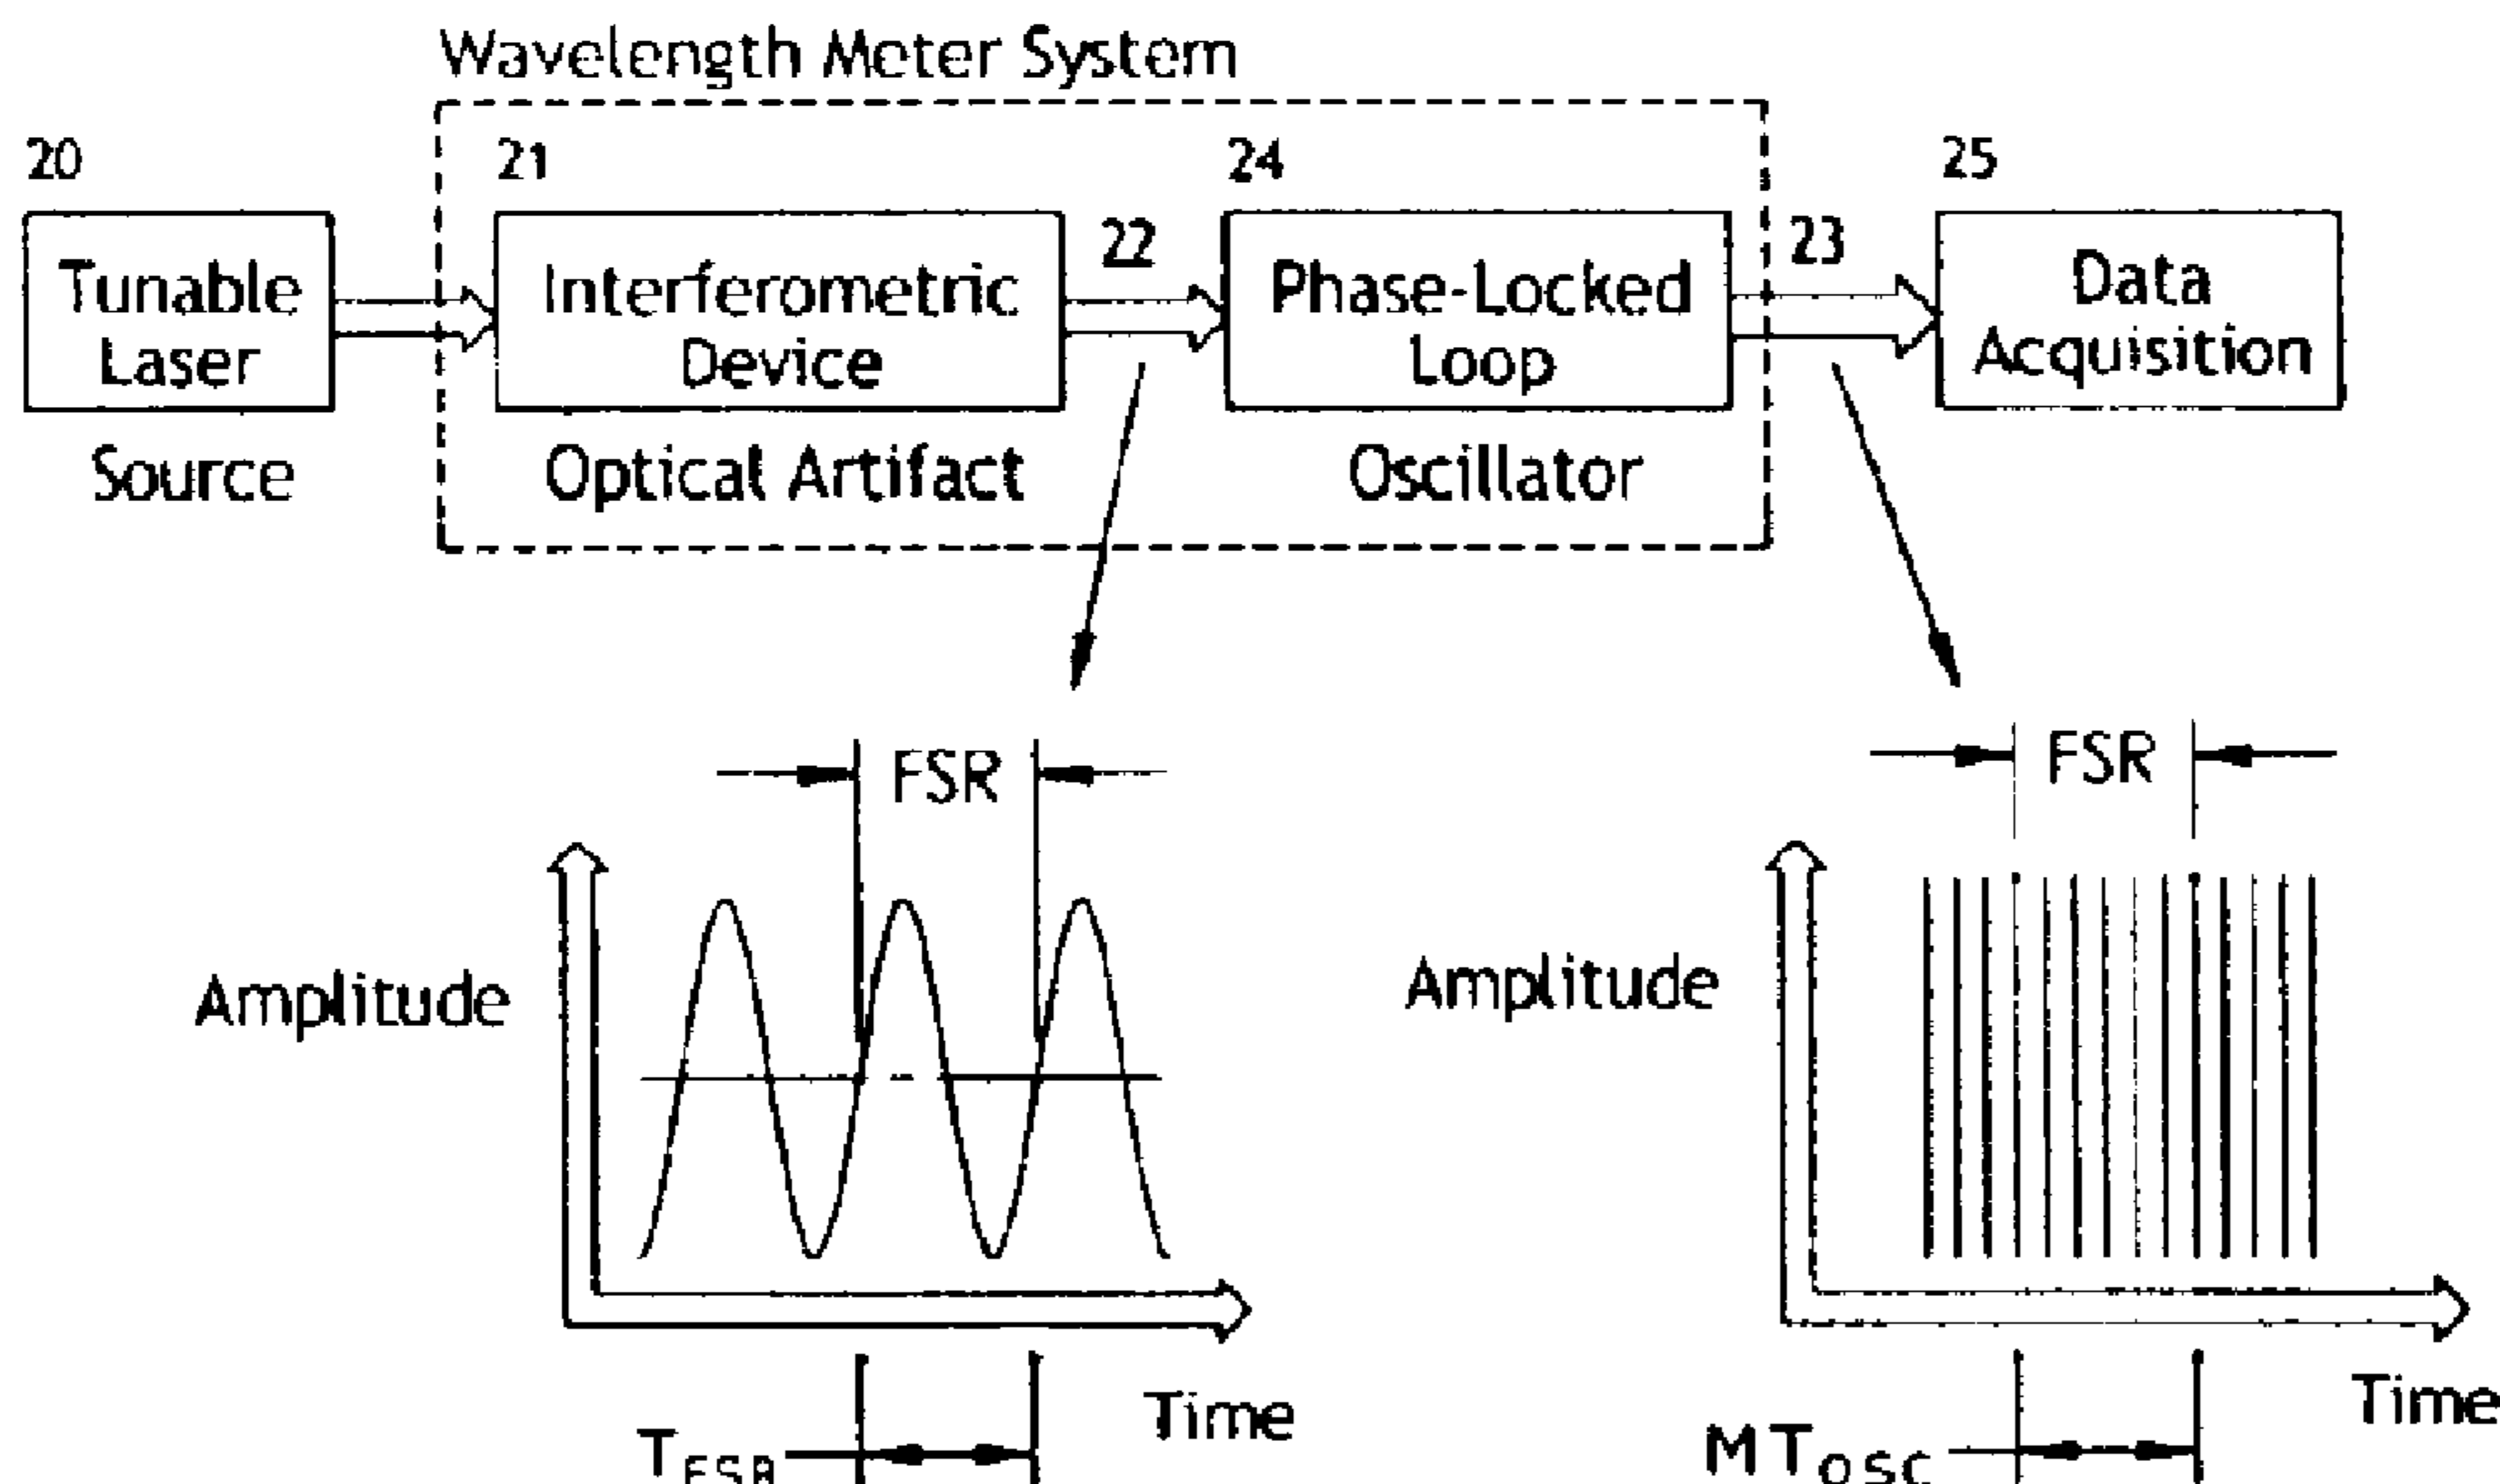 Wavelength Meter System
20
21
24
25
22
23
Tunable
Laser
Interferometric
Device
Phase-Locked
Loop
Data
Acquisition
Source
Optical Artifact
Oscillator
FSR
FSR
Amplitude
Amplitude
Time
Time
TFSR
MTOSC